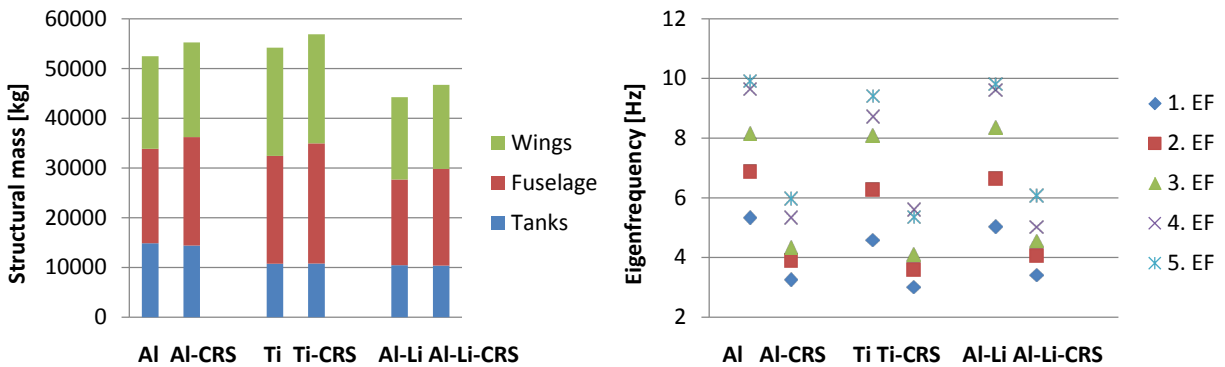 Structural mass [kg]
60000
50000
40000
30000
20000
10000
0
Al Al-CRS Ti Ti-CRS Al-Li Al-Li-CRS
Wings
Fuselage
Tanks
Eigenfrequency [Hz]
12
10
8
6
4
2
Al Al-CRS Ti Ti-CRS Al-Li Al-Li-CRS
1. EF
2. EF
3. EF
4. EF
5. EF